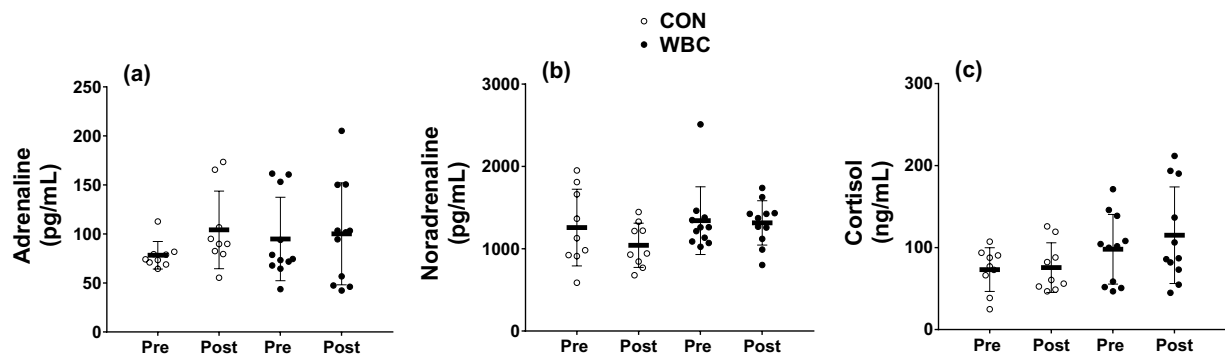 CON
WBC
(a)
Adrenaline
(pg/mL)
250
200
150
100
50
0
Pre Post Pre Post
(b)
Noradrenaline
(pg/mL)
3000
2000
1000
0
Pre Post Pre Post
(c)
Cortisol
(ng/mL)
300
200
100
0
Pre Post Pre Post